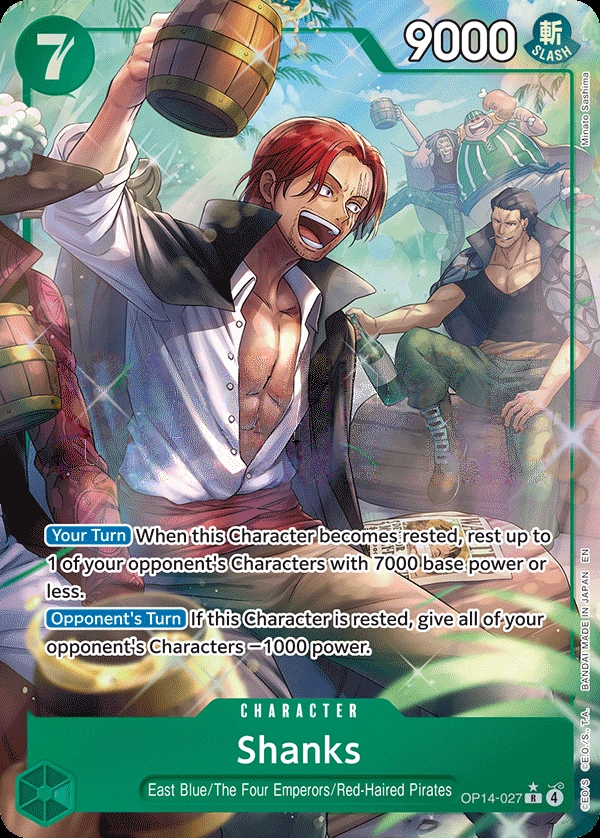 7
9000
斬
SLASH
Minato Sashima
Your Turn When this Character becomes rested, rest up to
1 of your opponent's Characters with 7000 base power or
less.
Opponent's Turn If this Character is rested, give all of your
opponent's Characters −1000 power.
CHARACTER
Shanks
East Blue/The Four Emperors/Red-Haired Pirates
OP14-027 R 4
©E.O/S ©E.O./S., T.A. BANDAI MADE IN JAPAN EN
WANTED